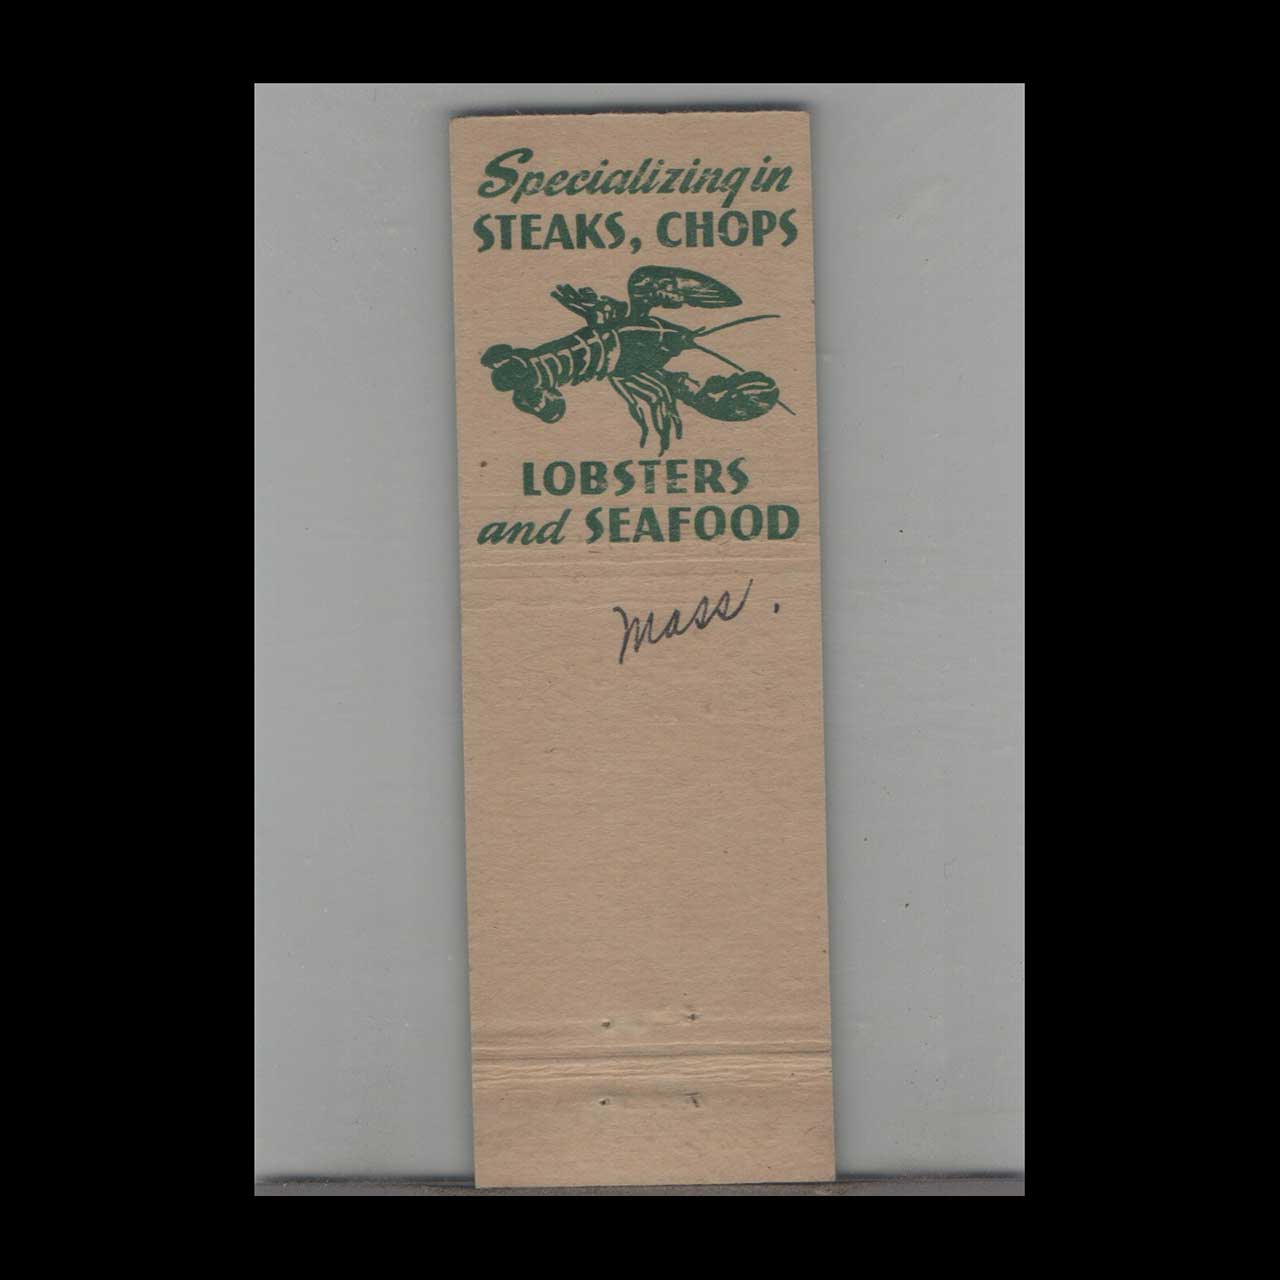 Specializing in
STEAKS, CHOPS
LOBSTERS
and SEAFOOD
Mass.